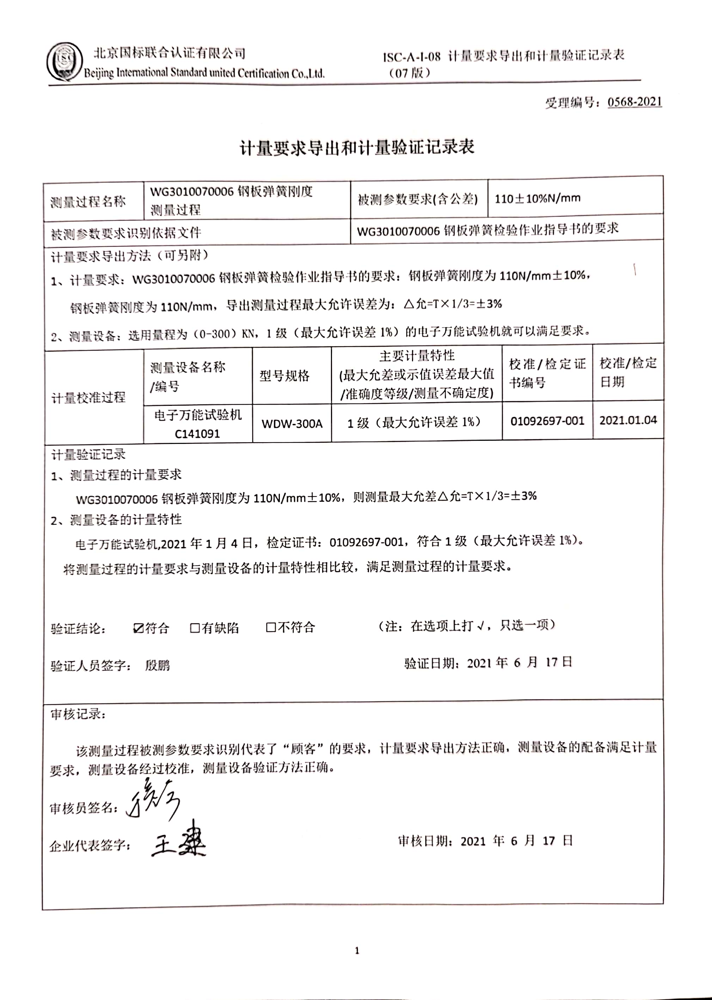 北京国标联合认证有限公司
Beijing International Standard united Certification Co.,Ltd.
ISC-A-I-08 计量要求导出和计量验证记录表
（07版）
受理编号：0568-2021
计量要求导出和计量验证记录表
测量过程名称
WG3010070006 钢板弹簧刚度
测量过程
被测参数要求(含公差)
110±10%N/mm
被测参数要求识别依据文件
WG3010070006 钢板弹簧检验作业指导书的要求
计量要求导出方法（可另附）
1、计量要求：WG3010070006 钢板弹簧检验作业指导书的要求：钢板弹簧刚度为 110N/mm±10%，
钢板弹簧刚度为 110N/mm，导出测量过程最大允许误差为：△允=T×1/3=±3%
2、测量设备：选用量程为（0-300）KN，1 级（最大允许误差 1%）的电子万能试验机就可以满足要求。
计量校准过程
测量设备名称
/编号
型号规格
主要计量特性
(最大允差或示值误差最大值
/准确度等级/测量不确定度)
校准/检定证
书编号
校准/检定
日期
电子万能试验机
C141091
WDW-300A
1 级（最大允许误差 1%）
01092697-001
2021.01.04
计量验证记录
1、测量过程的计量要求
WG3010070006 钢板弹簧刚度为 110N/mm±10%，则测量最大允差△允=T×1/3=±3%
2、测量设备的计量特性
电子万能试验机,2021 年 1 月 4 日，检定证书：01092697-001，符合 1 级（最大允许误差 1%）。
将测量过程的计量要求与测量设备的计量特性相比较，满足测量过程的计量要求。
验证结论： ☑符合 □有缺陷 □不符合 （注：在选项上打√，只选一项）
验证人员签字： 殷鹏 验证日期：2021 年 6 月 17 日
审核记录：
该测量过程被测参数要求识别代表了“顾客”的要求，计量要求导出方法正确，测量设备的配备满足计量
要求，测量设备经过校准，测量设备验证方法正确。
审核员签名：
企业代表签字： 王建 审核日期：2021 年 6 月 17 日
1